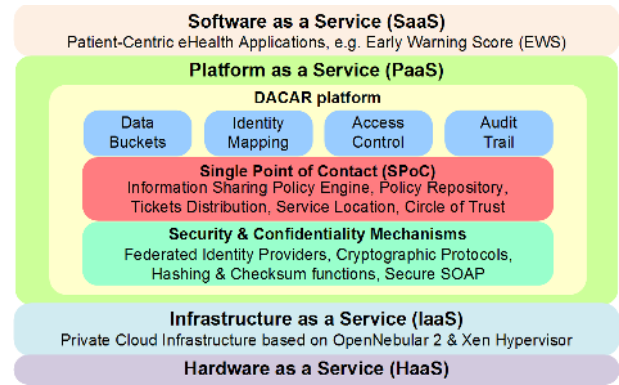 Software as a Service (SaaS)
Patient-Centric eHealth Applications, e.g. Early Warning Score (EWS)
Platform as a Service (PaaS)
DACAR platform
Data
Buckets
Identity
Mapping
Access
Control
Audit
Trail
Single Point of Contact (SPoC)
Information Sharing Policy Engine, Policy Repository,
Tickets Distribution, Service Location, Circle of Trust
Security & Confidentiality Mechanisms
Federated Identity Providers, Cryptographic Protocols,
Hashing & Checksum functions, Secure SOAP
Infrastructure as a Service (IaaS)
Private Cloud Infrastructure based on OpenNebular 2 & Xen Hypervisor
Hardware as a Service (HaaS)